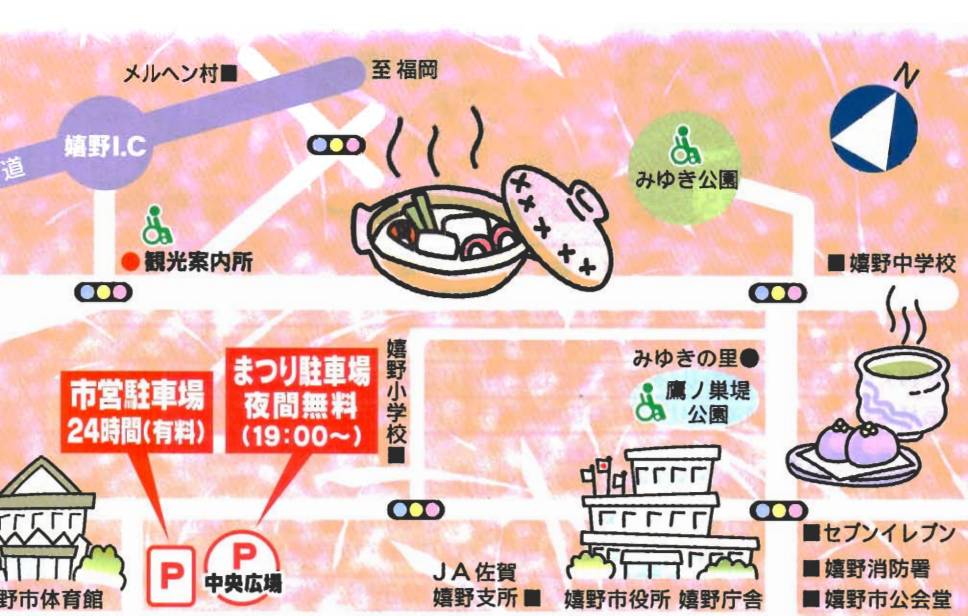 メルヘン村■
至 福岡
N
嬉野I.C
道
みゆき公園
●観光案内所
■嬉野中学校
市営駐車場
24時間(有料)
まつり駐車場
夜間無料
(19:00〜)
嬉野小学校■
みゆきの里●
鷹ノ巣堤
公園
P
P
中央広場
野市体育館
JA佐賀
嬉野支所■
嬉野市役所 嬉野庁舎
■セブンイレブン
■嬉野消防署
■嬉野市公会堂